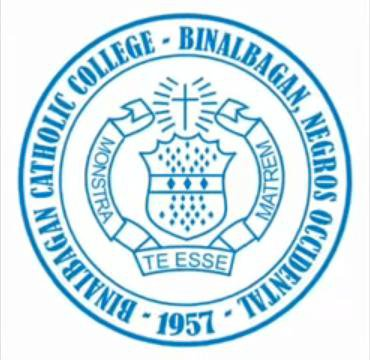 BINALBAGAN CATHOLIC COLLEGE - BINALBAGAN, NEGROS OCCIDENTAL - 1957 -
MONSTRA TE ESSE MATREM